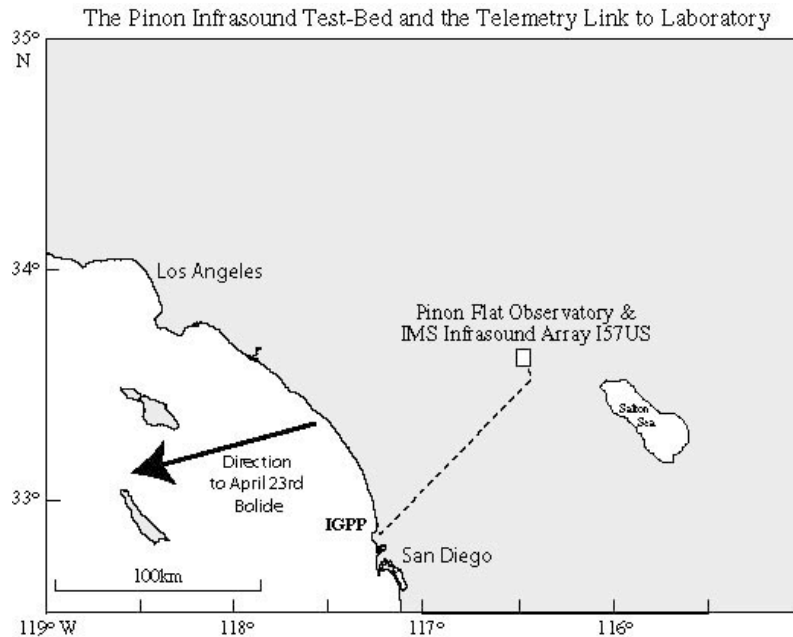 The Pinon Infrasound Test-Bed and the Telemetry Link to Laboratory
35°
N
34°
Los Angeles
Pinon Flat Observatory &
IMS Infrasound Array I57US
Salton
Sea
Direction
to April 23rd
Bolide
33°
IGPP
San Diego
100km
119° W
118°
117°
116°